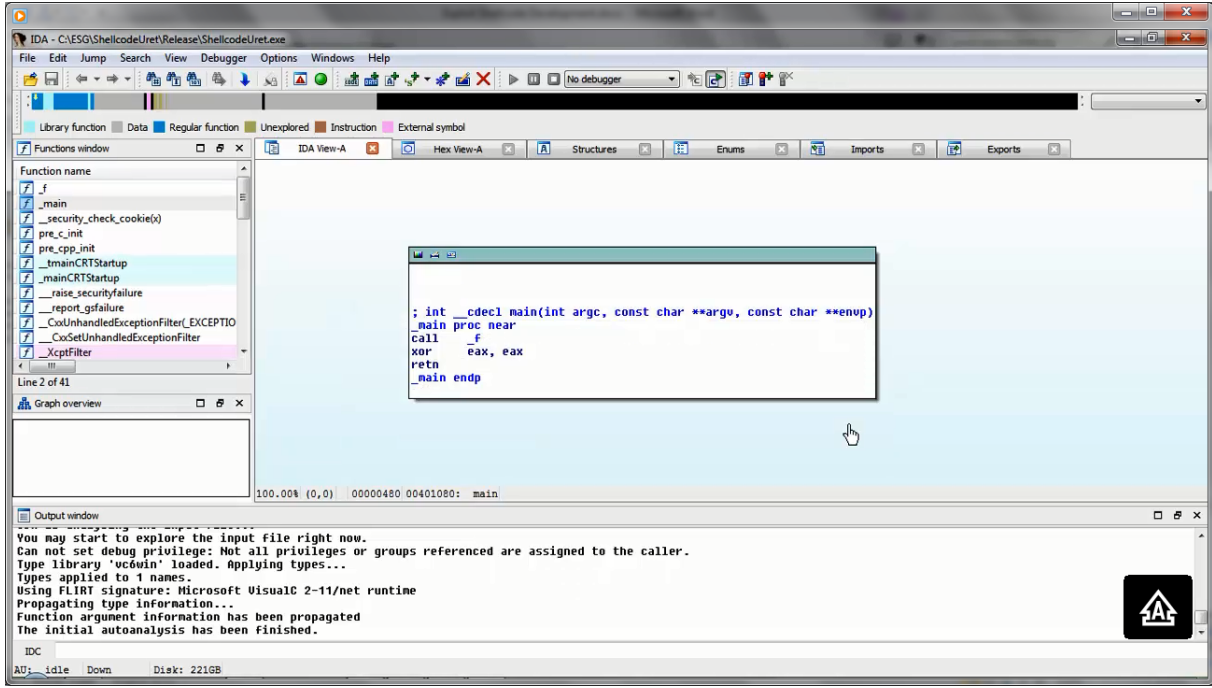 IDA - C:\ESG\ShellcodeUret\Release\ShellcodeUret.exe
File Edit Jump Search View Debugger Options Windows Help
No debugger
Library function Data Regular function Unexplored Instruction External symbol
Functions window
IDA View-A Hex View-A Structures Enums Imports Exports
Function name
_f
_main
__security_check_cookie(x)
pre_c_init
pre_cpp_init
__tmainCRTStartup
_mainCRTStartup
___raise_securityfailure
___report_gsfailure
__CxxUnhandledExceptionFilter(_EXCEPTIO
___CxxSetUnhandledExceptionFilter
__XcptFilter
Line 2 of 41
Graph overview
; int __cdecl main(int argc, const char **argv, const char **envp)
_main proc near
call _f
xor eax, eax
retn
_main endp
100.00% (0,0) 00000480 00401080: main
Output window
You may start to explore the input file right now.
Can not set debug privilege: Not all privileges or groups referenced are assigned to the caller.
Type library 'vc6win' loaded. Applying types...
Types applied to 1 names.
Using FLIRT signature: Microsoft VisualC 2-11/net runtime
Propagating type information...
Function argument information has been propagated
The initial autoanalysis has been finished.
IDC
AU: idle Down Disk: 221GB
A